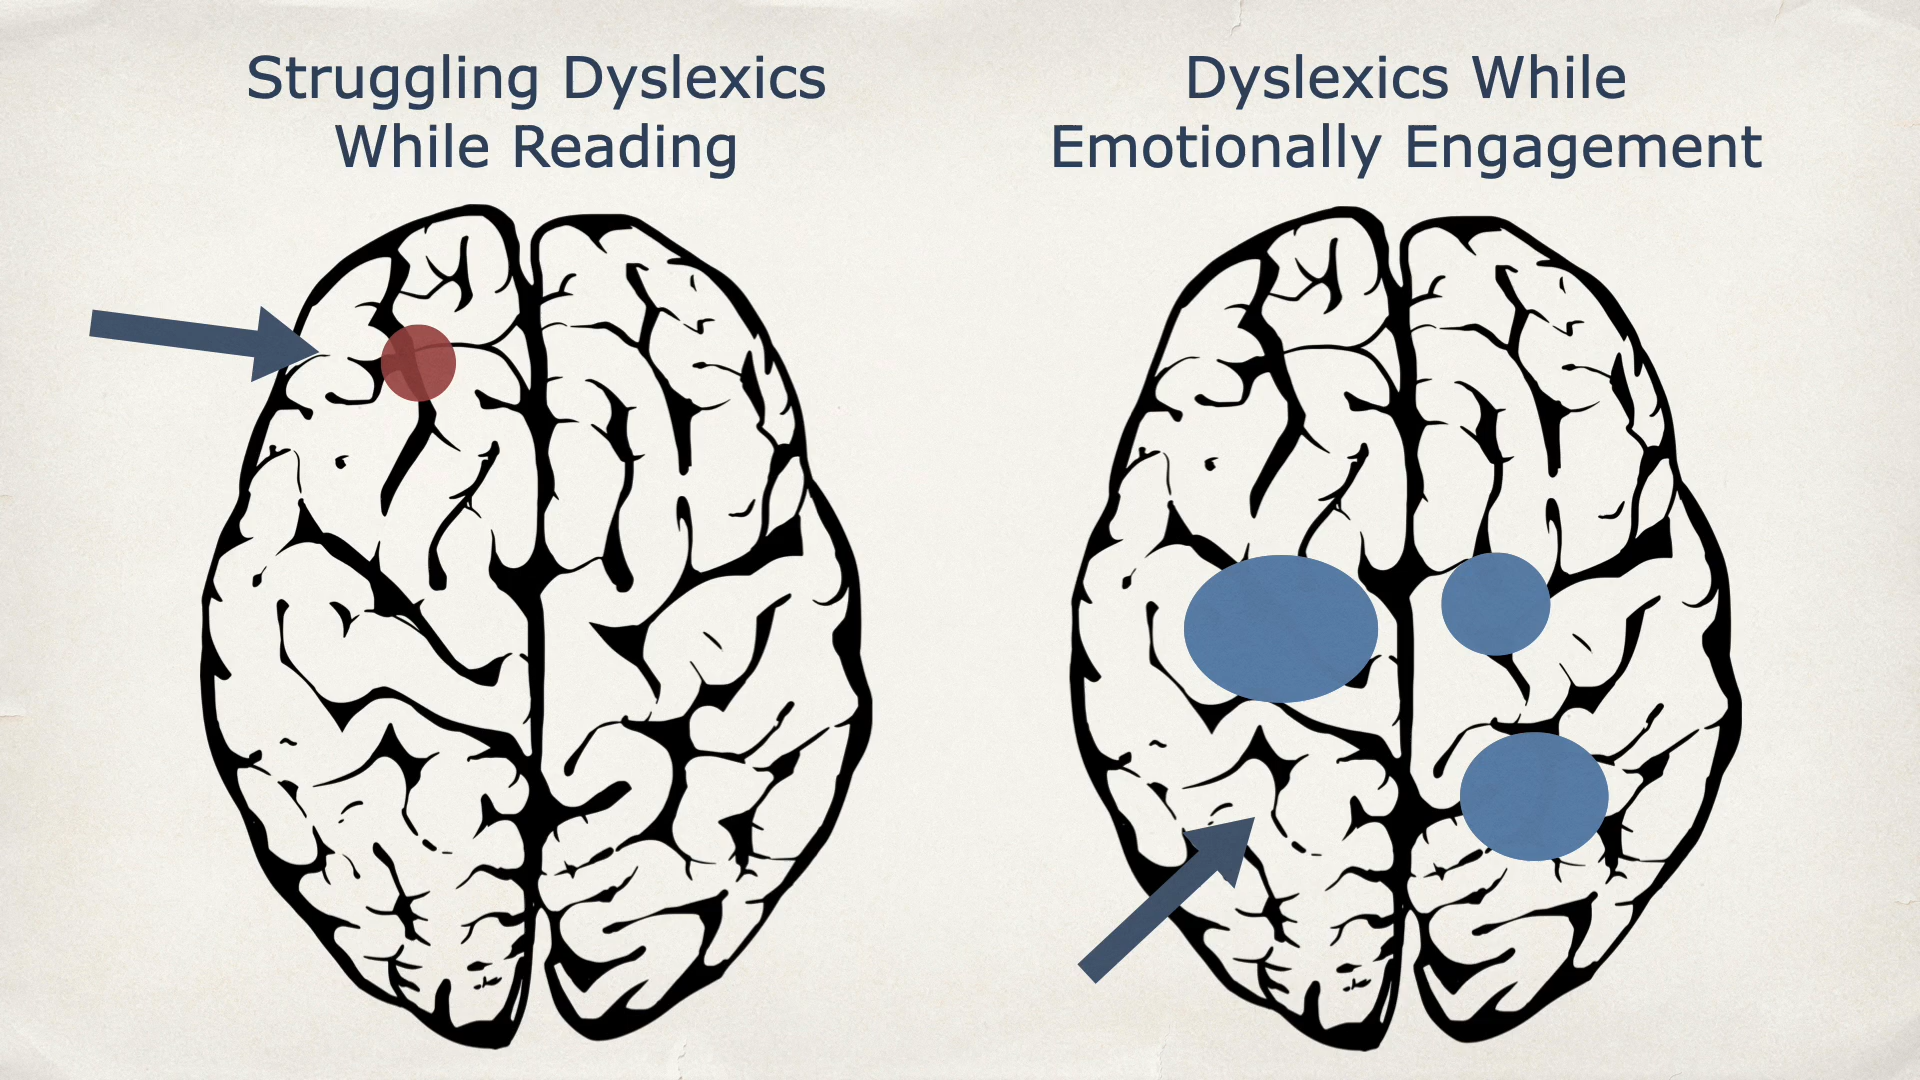 Struggling Dyslexics
While Reading
Dyslexics While
Emotionally Engagement